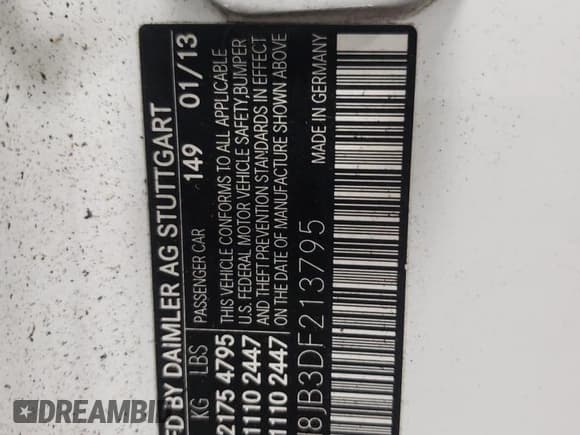 ED BY DAIMLER AG STUTTGART
KG LBS 149 01/13
2175 4795 PASSENGER CAR
1110 2447 THIS VEHICLE CONFORMS TO ALL APPLICABLE
1110 2447 U.S. FEDERAL MOTOR VEHICLE SAFETY,BUMPER
AND THEFT PREVENTION STANDARDS IN EFFECT
ON THE DATE OF MANUFACTURE SHOWN ABOVE
MADE IN GERMANY
8JB3DF213795
DREAMBI